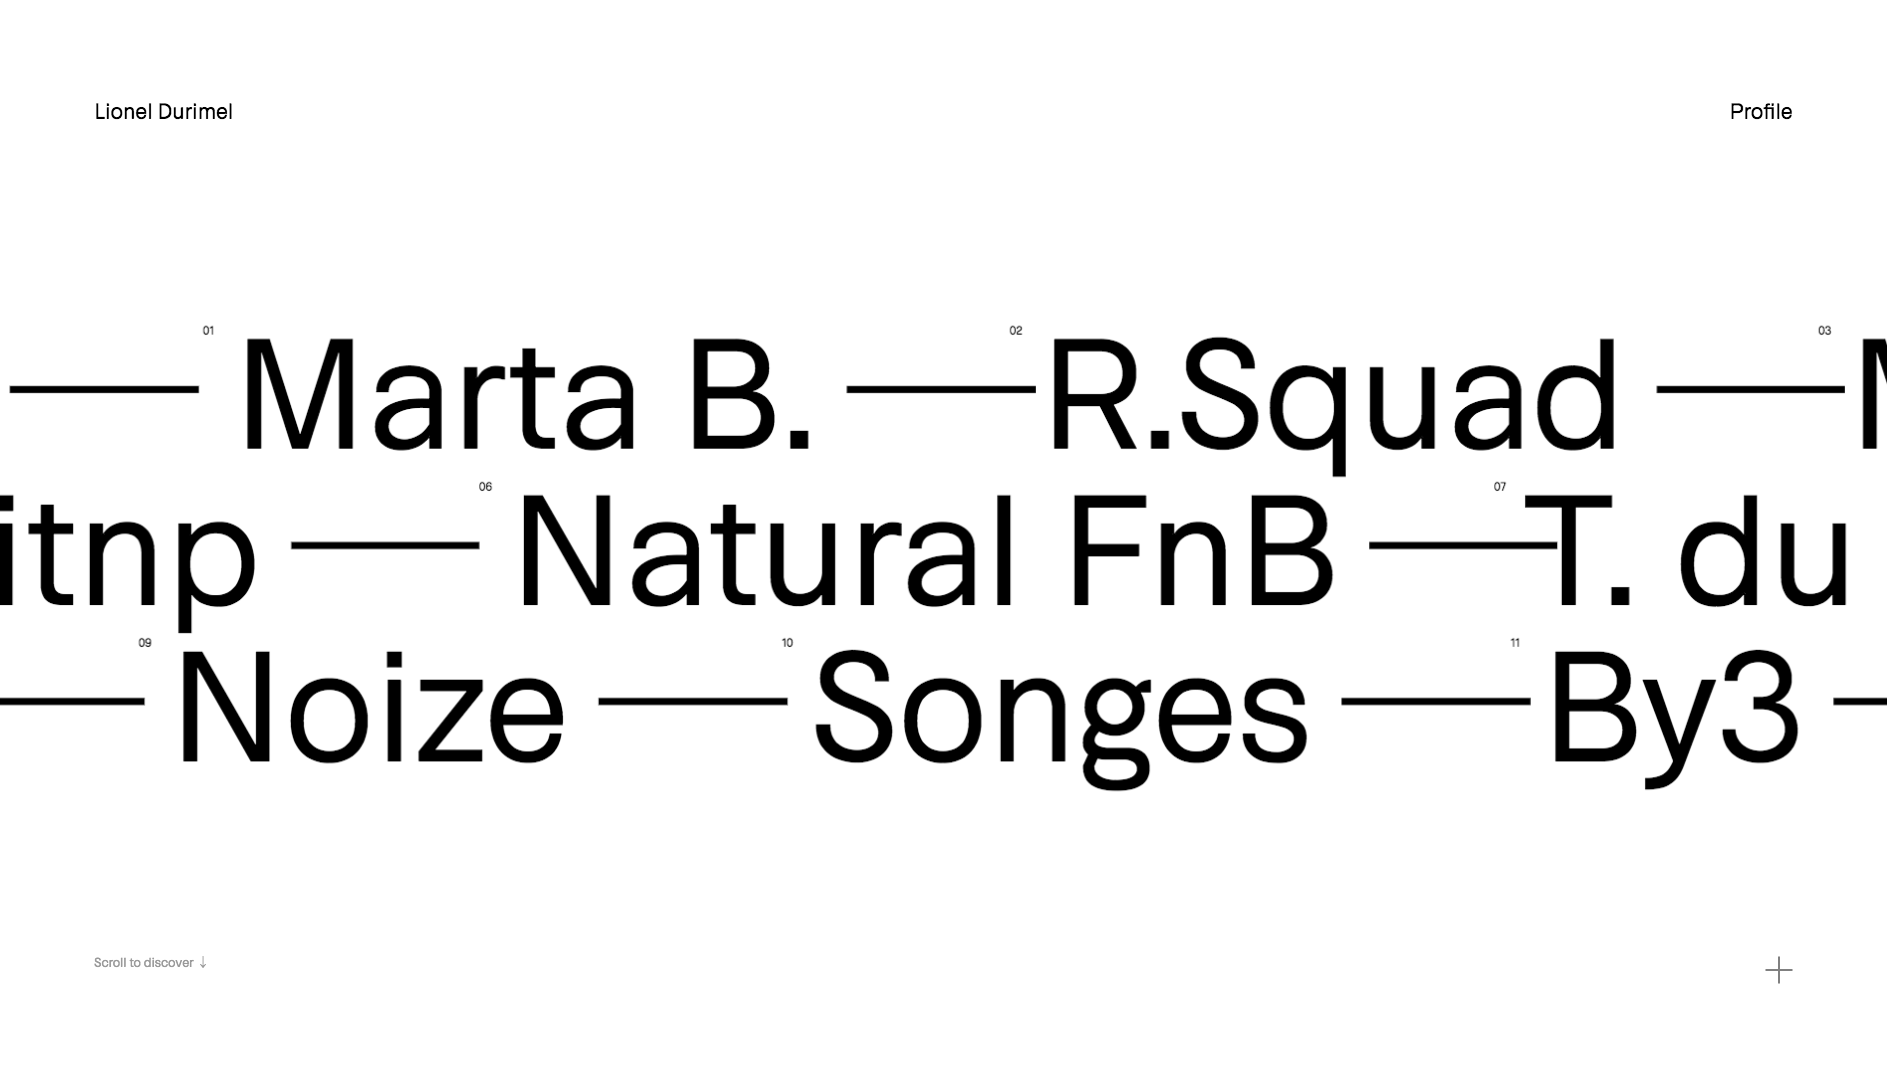 Lionel Durimel
Profile
01 Marta B. — 02 R.Squad — 03
itnp — 06 Natural FnB — 07 T. du
09 Noize — 10 Songes — 11 By3 —
Scroll to discover ↓